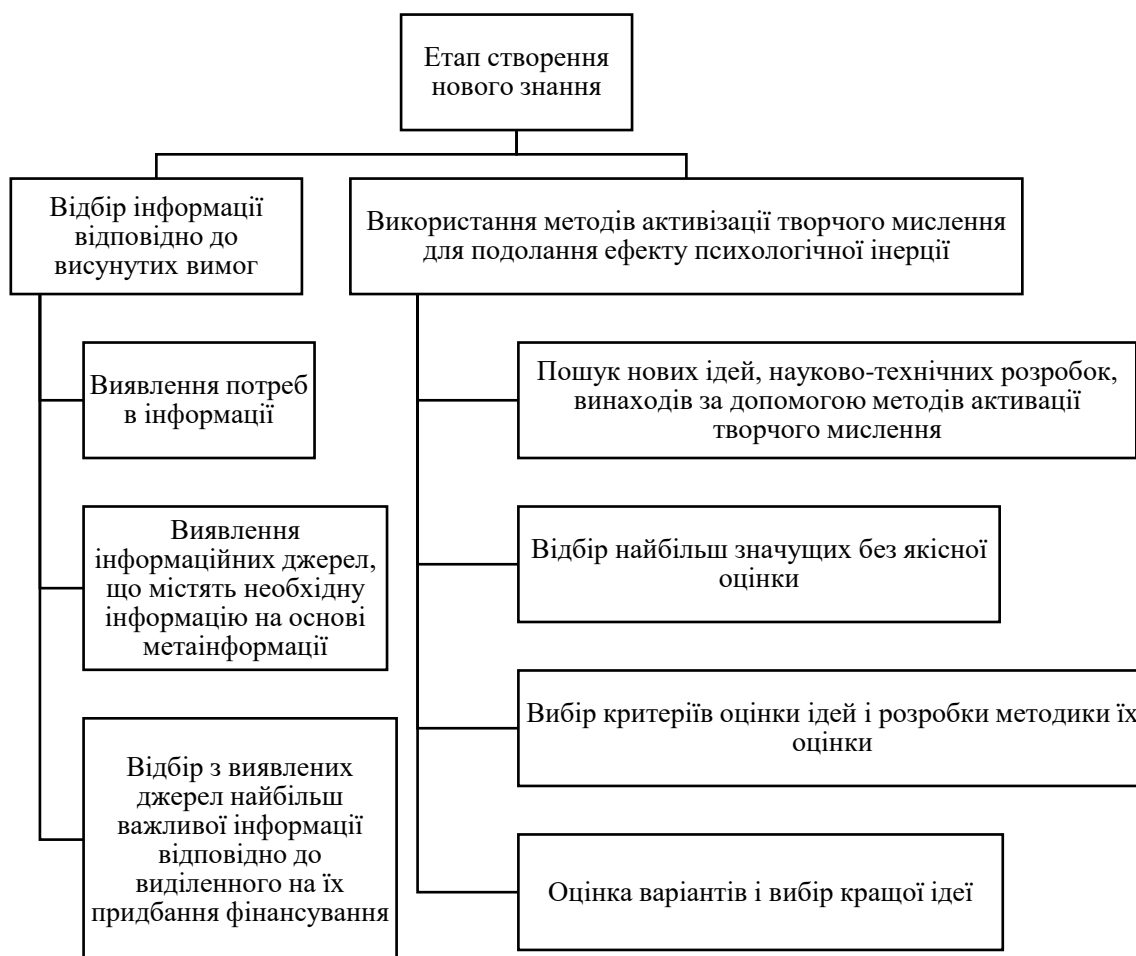 Етап створення
нового знання
Відбір інформації
відповідно до
висунутих вимог
Використання методів активізації творчого мислення
для подолання ефекту психологічної інерції
Виявлення потреб
в інформації
Виявлення
інформаційних джерел,
що містять необхідну
інформацію на основі
метаінформації
Відбір з виявлених
джерел найбільш
важливої інформації
відповідно до
виділенного на їх
придбання фінансування
Пошук нових ідей, науково-технічних розробок,
винаходів за допомогою методів активації
творчого мислення
Відбір найбільш значущих без якісної
оцінки
Вибір критеріїв оцінки ідей і розробки методики їх
оцінки
Оцінка варіантів і вибір кращої ідеї